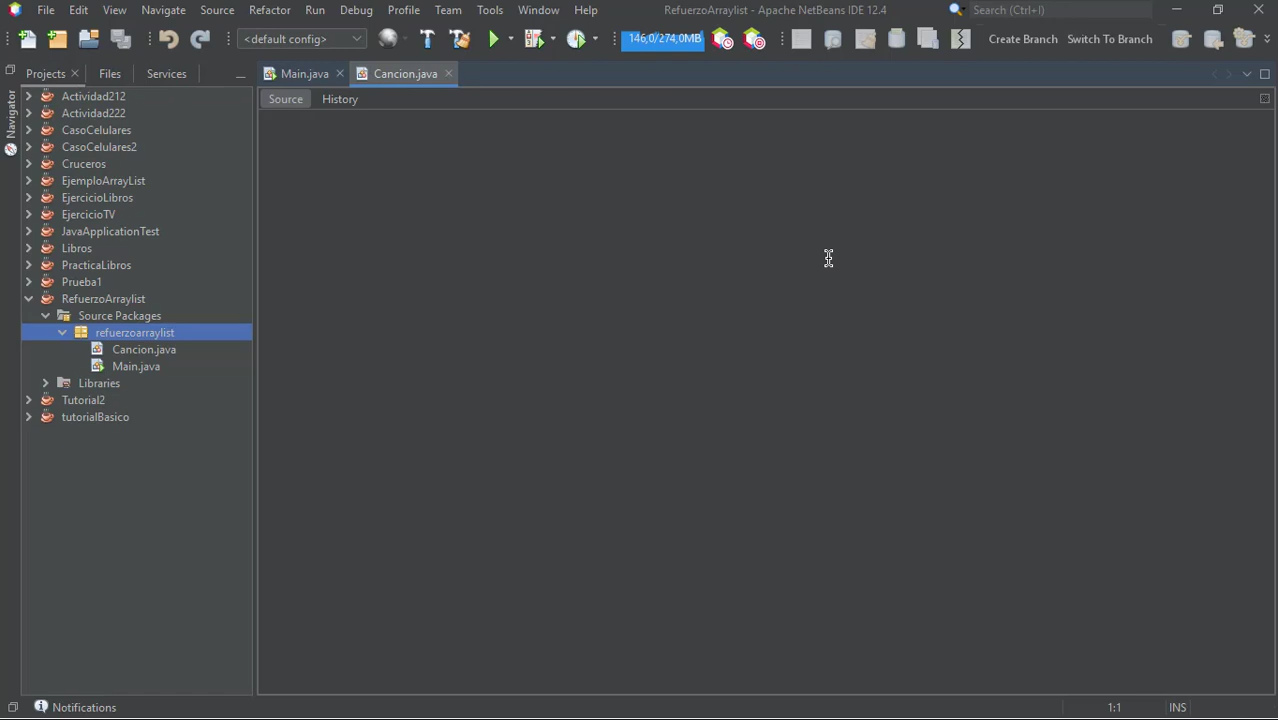 File Edit View Navigate Source Refactor Run Debug Profile Team Tools Window Help RefuerzoArraylist - Apache NetBeans IDE 12.4 Search (Ctrl+I)
<default config> 146,0/274,0MB Create Branch Switch To Branch
Projects Files Services Main.java Cancion.java
Navigator
Source History
Actividad212
Actividad222
CasoCelulares
CasoCelulares2
Cruceros
EjemploArrayList
EjercicioLibros
EjercicioTV
JavaApplicationTest
Libros
PracticaLibros
Prueba1
RefuerzoArraylist
Source Packages
refuerzoarraylist
Cancion.java
Main.java
Libraries
Tutorial2
tutorialBasico
Notifications 1:1 INS